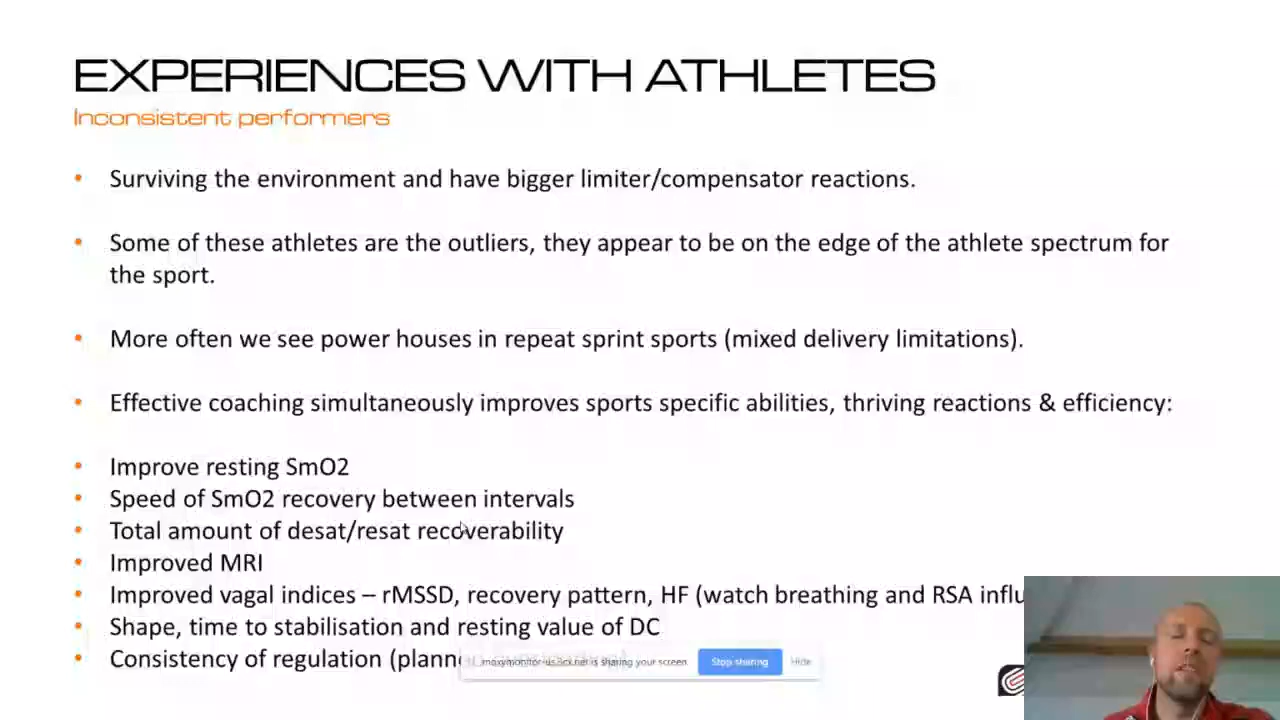 EXPERIENCES WITH ATHLETES
Inconsistent performers
• Surviving the environment and have bigger limiter/compensator reactions.
• Some of these athletes are the outliers, they appear to be on the edge of the athlete spectrum for
the sport.
• More often we see power houses in repeat sprint sports (mixed delivery limitations).
• Effective coaching simultaneously improves sports specific abilities, thriving reactions & efficiency:
• Improve resting SmO2
• Speed of SmO2 recovery between intervals
• Total amount of desat/resat recoverability
• Improved MRI
• Improved vagal indices – rMSSD, recovery pattern, HF (watch breathing and RSA influ
• Shape, time to stabilisation and resting value of DC
• Consistency of regulation (plann
is sharing your screen. Stop sharing Hide